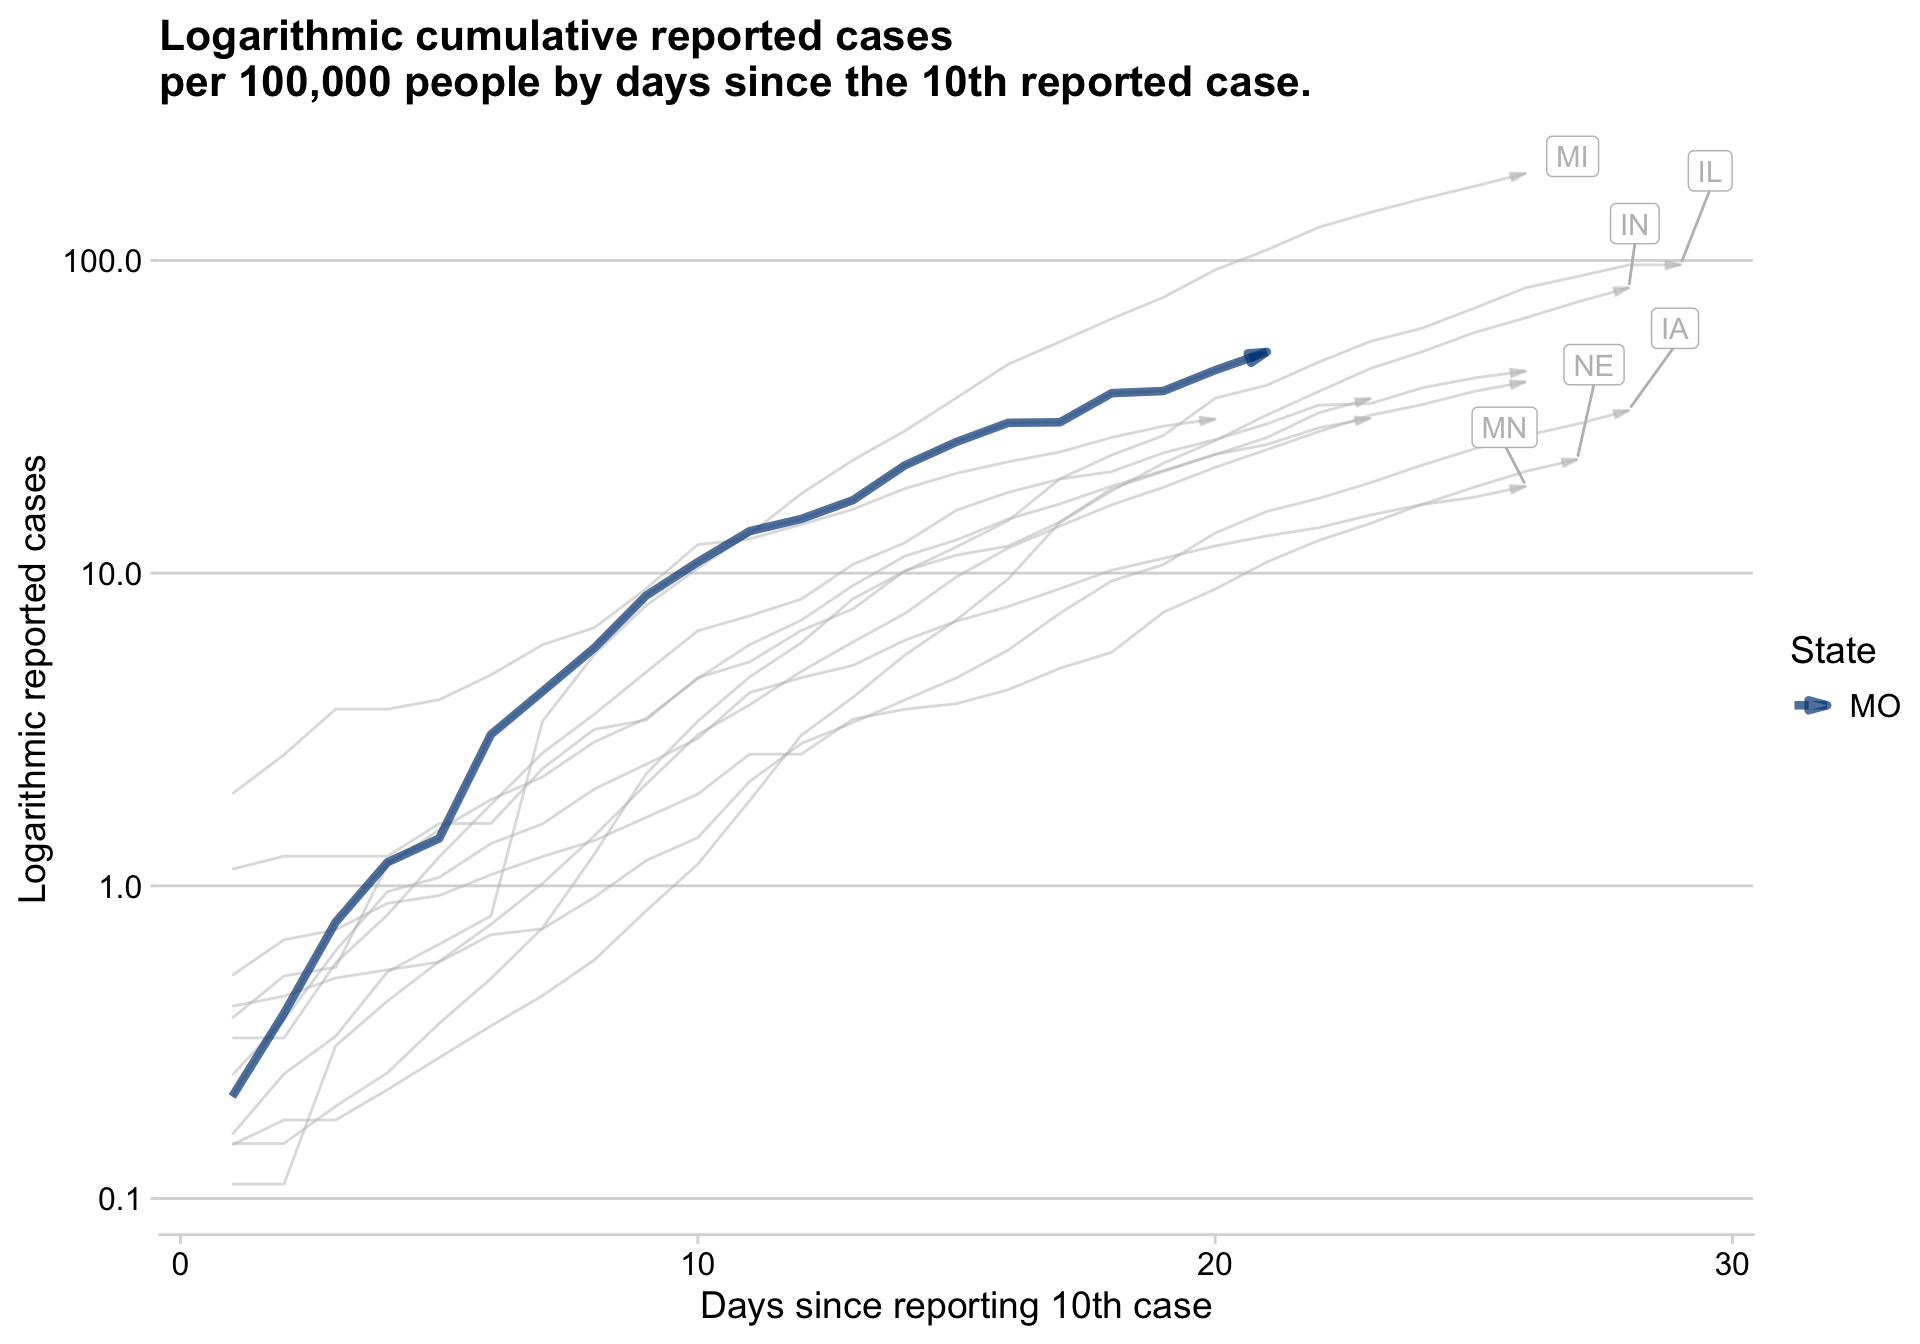 Logarithmic cumulative reported cases
per 100,000 people by days since the 10th reported case.
MI
IL
IN
100.0
IA
NE
MN
10.0
1.0
0.1
Logarithmic reported cases
0
10
20
30
Days since reporting 10th case
State
MO